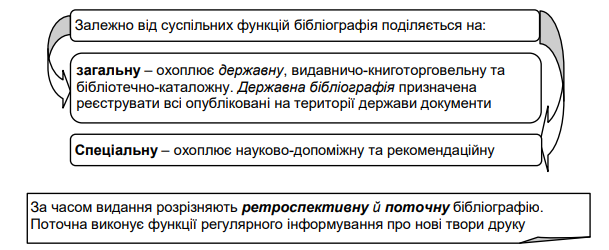 Залежно від суспільних функцій бібліографія поділяється на:
загальну – охоплює державну, видавничо-книготорговельну та
бібліотечно-каталожну. Державна бібліографія призначена
реєструвати всі опубліковані на території держави документи
Спеціальну – охоплює науково-допоміжну та рекомендаційну
За часом видання розрізняють ретроспективну й поточну бібліографію.
Поточна виконує функції регулярного інформування про нові твори друку